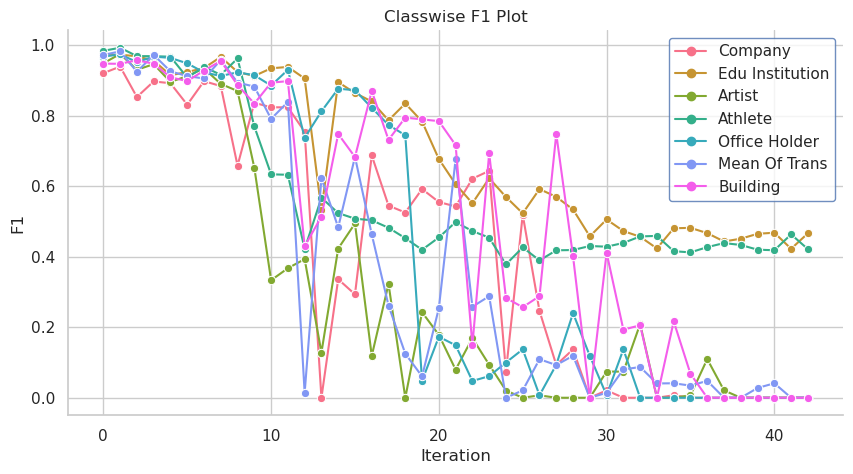 Classwise F1 Plot
1.0
0.8
0.6
0.4
0.2
0.0
F1
0
10
20
30
40
Iteration
Company
Edu Institution
Artist
Athlete
Office Holder
Mean Of Trans
Building